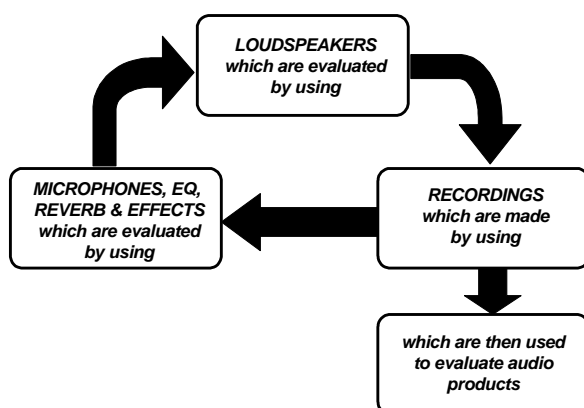 LOUDSPEAKERS
which are evaluated
by using
MICROPHONES, EQ,
REVERB & EFFECTS
which are evaluated
by using
RECORDINGS
which are made
by using
which are then used
to evaluate audio
products